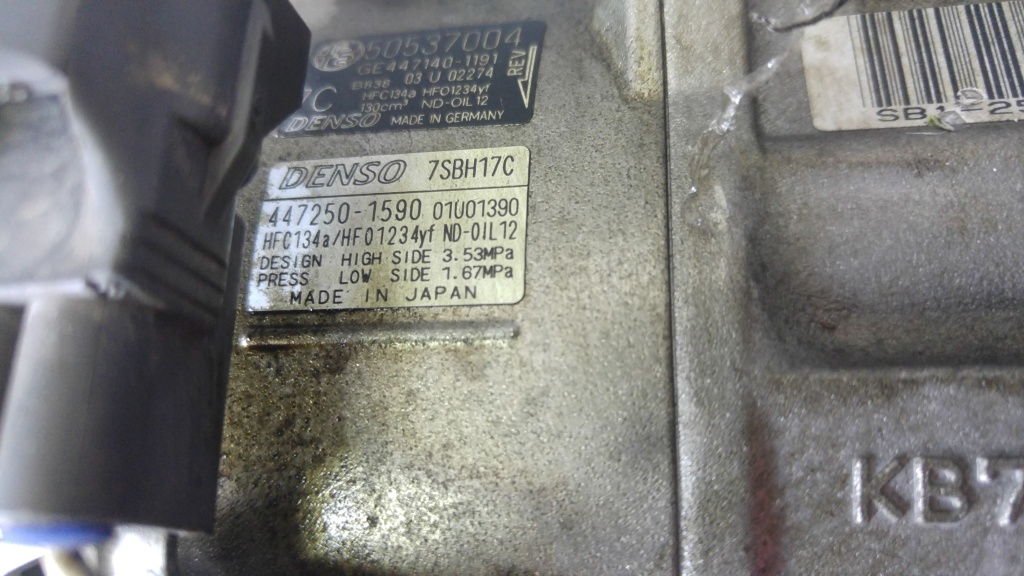 50537004
GE447140-1191
03 U 02274
HFC134a HFO1234yf
130cm³ ND-OIL 12
REV
C
DENSO MADE IN GERMANY
DENSO 7SBH17C
447250-1590 01U01390
HFC134a/HFO1234yf ND-OIL12
DESIGN HIGH SIDE 3.53MPa
PRESS LOW SIDE 1.67MPa
MADE IN JAPAN
KB7